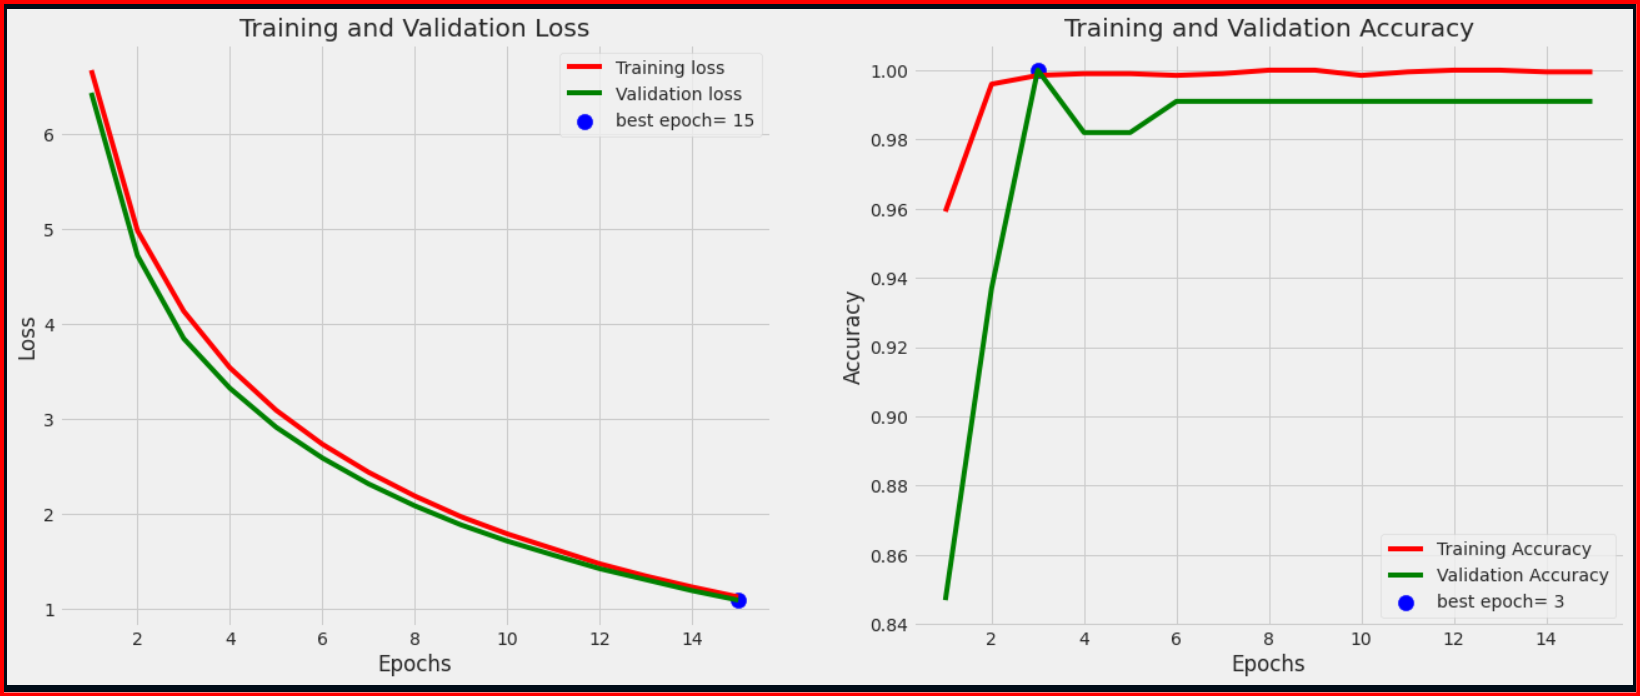 Training and Validation Loss
Training loss
Validation loss
best epoch= 15
6
5
4
3
2
1
Loss
2 4 6 8 10 12 14
Epochs
Training and Validation Accuracy
1.00
0.98
0.96
0.94
0.92
0.90
0.88
0.86
0.84
Accuracy
Training Accuracy
Validation Accuracy
best epoch= 3
2 4 6 8 10 12 14
Epochs